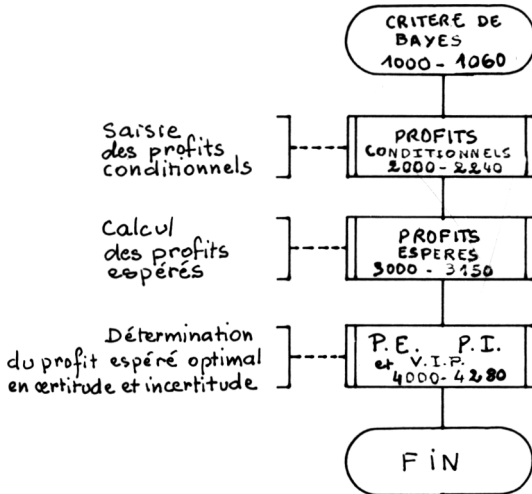 CRITERE DE
BAYES
1000 - 1060
Saisie
des profits
conditionnels
PROFITS
CONDITIONNELS
2000 - 2240
Calcul
des profits
espérés
PROFITS
ESPERES
3000 - 3150
Détermination
du profit espéré optimal
en certitude et incertitude
P.E. P.I.
et V.I.P.
4000 - 4280
FIN